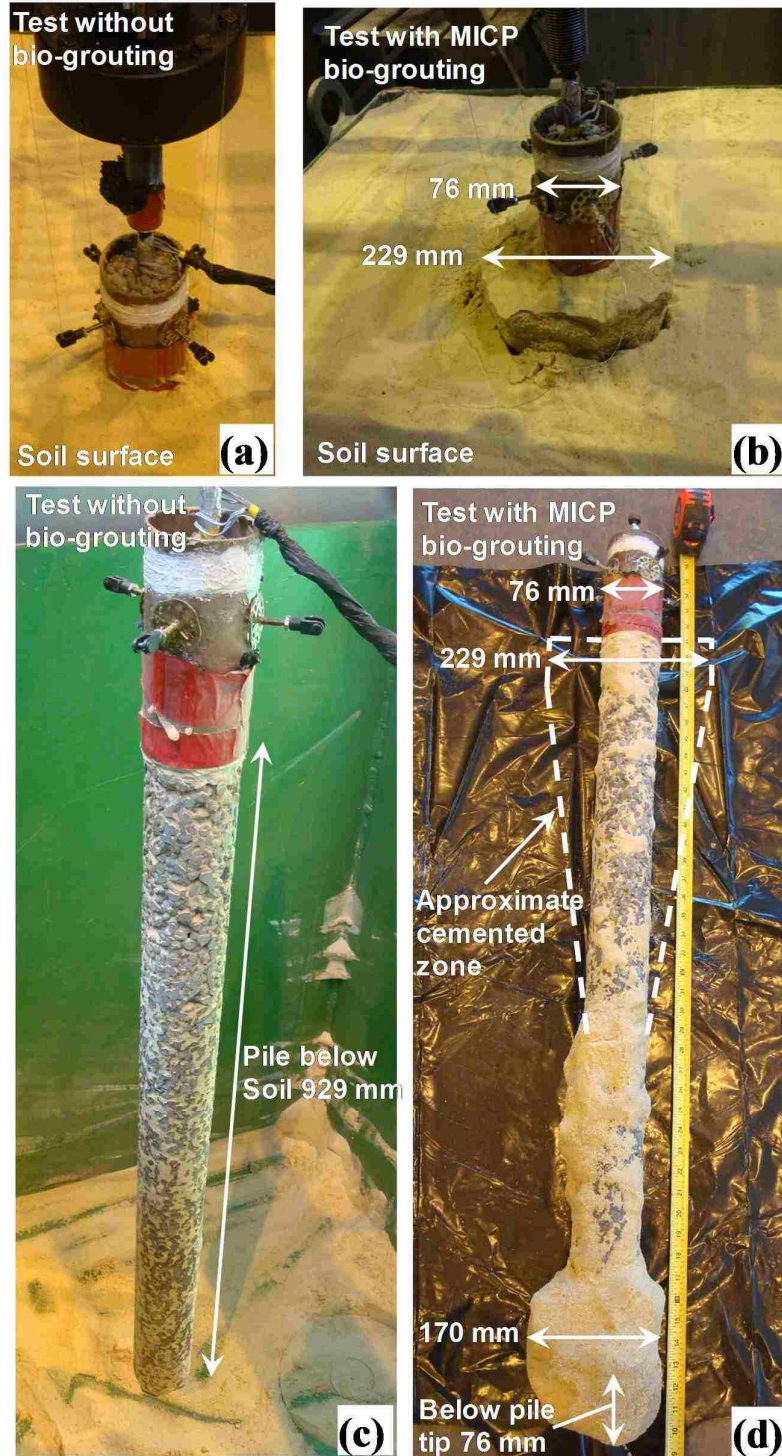 Test without
bio-grouting
Soil surface
(a)
Test with MICP
bio-grouting
76 mm
229 mm
Soil surface
(b)
Test without
bio-grouting
Pile below
Soil 929 mm
(c)
Test with MICP
bio-grouting
76 mm
229 mm
Approximate
cemented
zone
170 mm
Below pile
tip 76 mm
(d)